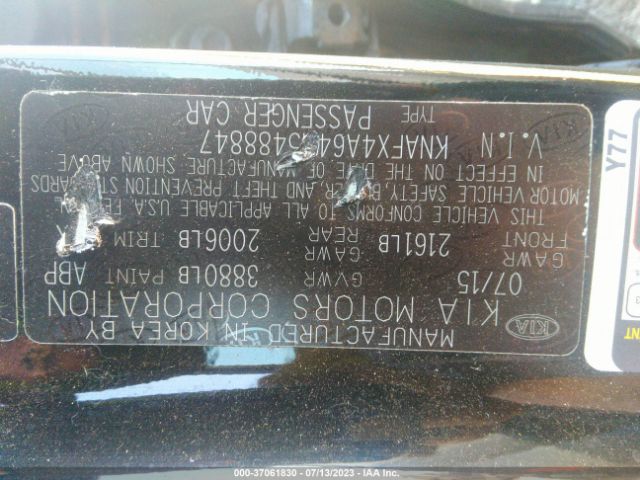 MANUFACTURED IN KOREA BY
KIA KIA MOTORS CORPORATION
07/15 GVWR 3880LB PAINT ABP
GAWR FRONT 2161LB GAWR REAR 2006LB TRIM
THIS VEHICLE CONFORMS TO ALL APPLICABLE U.S.A.
MOTOR VEHICLE SAFETY, AND THEFT PREVENTION
IN EFFECT ON THE DATE OF MANUFACTURE SHOWN ABOVE
V.I.N
TYPE PASSENGER CAR
Y77
000-37061830 - 07/13/2023 - IAA Inc.